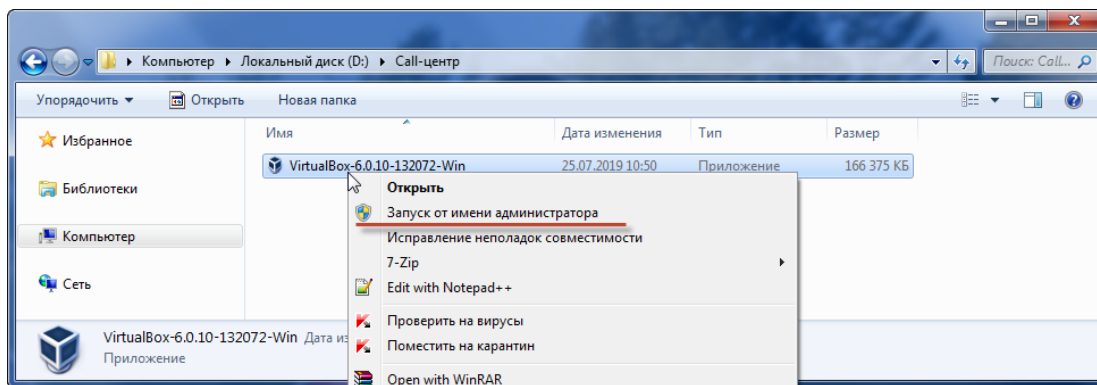 Компьютер Локальный диск (D:) Call-центр
Поиск: Call...
Упорядочить Открыть Новая папка
Имя Дата изменения Тип Размер
Избранное
VirtualBox-6.0.10-132072-Win 25.07.2019 10:50 Приложение 166 375 КБ
Библиотеки
Компьютер
Сеть
Открыть
Запуск от имени администратора
Исправление неполадок совместимости
7-Zip
Edit with Notepad++
Проверить на вирусы
Поместить на карантин
Open with WinRAR
VirtualBox-6.0.10-132072-Win Дата из
Приложение